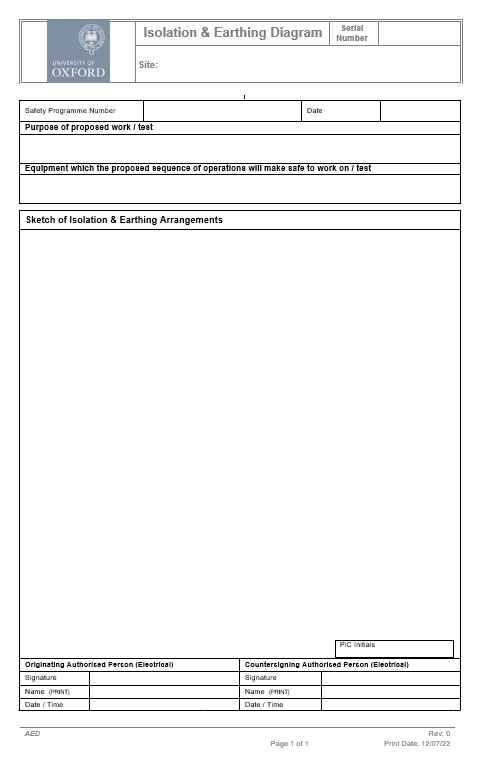 UNIVERSITY OF
OXFORD
Isolation & Earthing Diagram
Serial
Number
Site:
Safety Programme Number
Date
Purpose of proposed work / test
Equipment which the proposed sequence of operations will make safe to work on / test
Sketch of Isolation & Earthing Arrangements
PIC Initials
Originating Authorised Person (Electrical)
Countersigning Authorised Person (Electrical)
Signature
Signature
Name (PRINT)
Name (PRINT)
Date / Time
Date / Time
AED
Rev: 0
Page 1 of 1
Print Date: 12/07/22